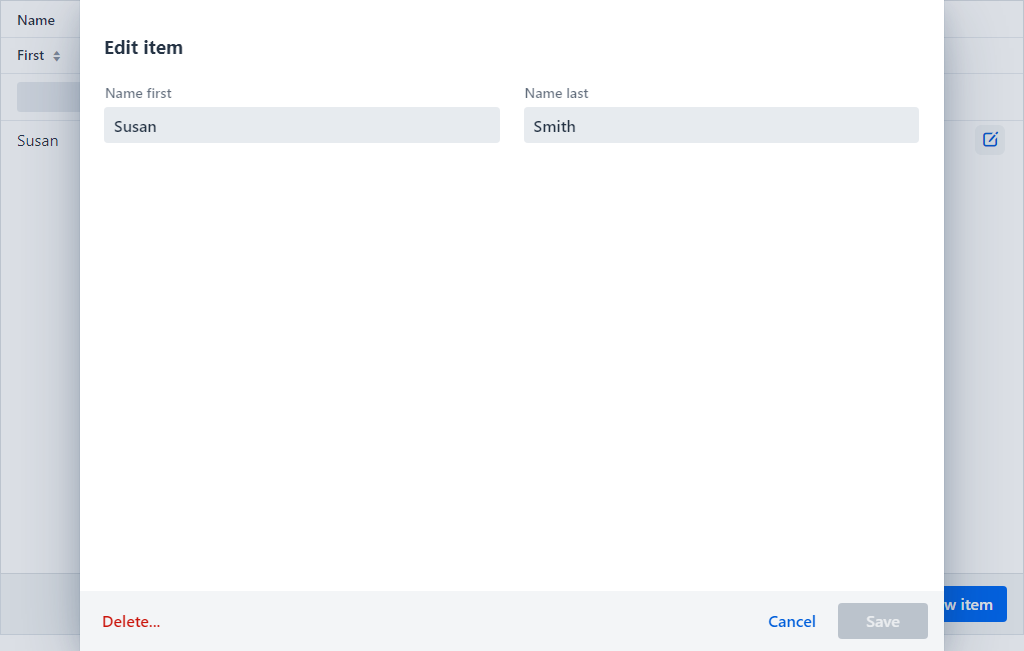 Name
First
Susan
Edit item
Name first
Name last
Susan
Smith
Delete...
Cancel
Save
item